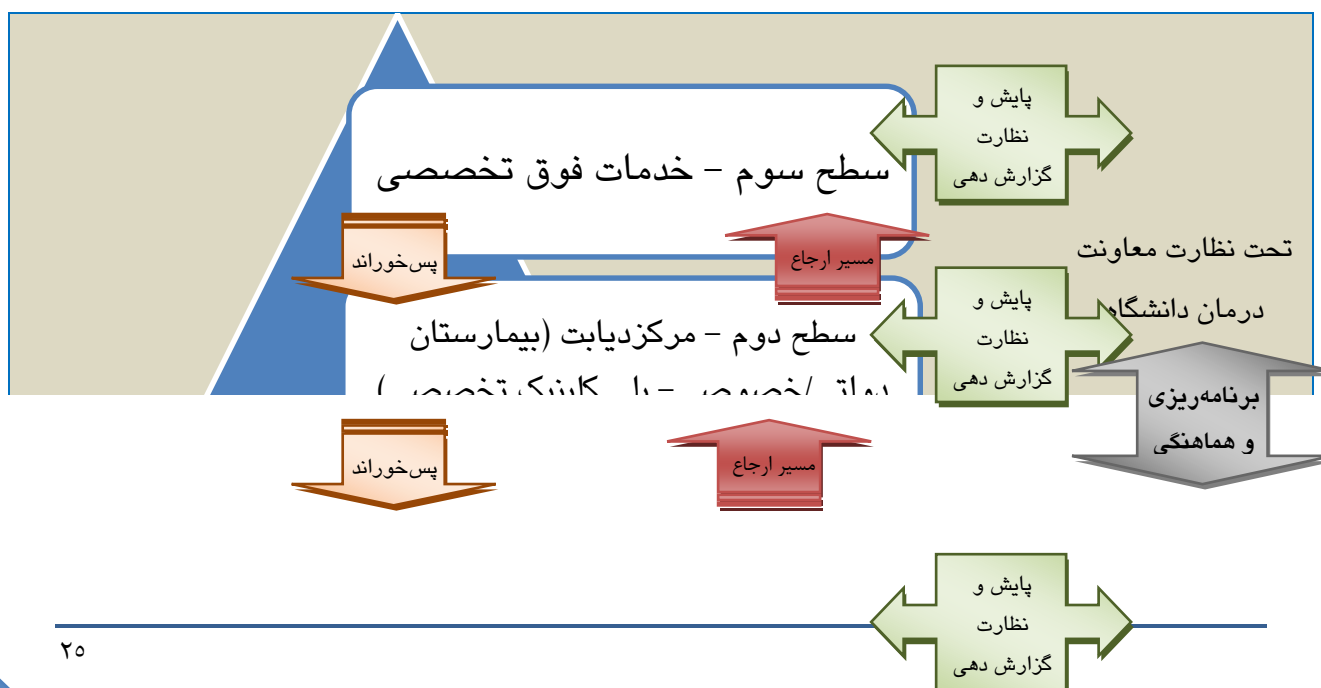 پایش و
نظارت
گزارش دهی
سطح سوم – خدمات فوق تخصصی
تحت نظارت معاونت
درمان دانشگاه
مسیر ارجاع
پس‌خوراند
پایش و
نظارت
گزارش دهی
سطح دوم – مرکزدیابت (بیمارستان
برنامه‌ریزی
و هماهنگی
مسیر ارجاع
پس‌خوراند
پایش و
نظارت
گزارش دهی
۲۵